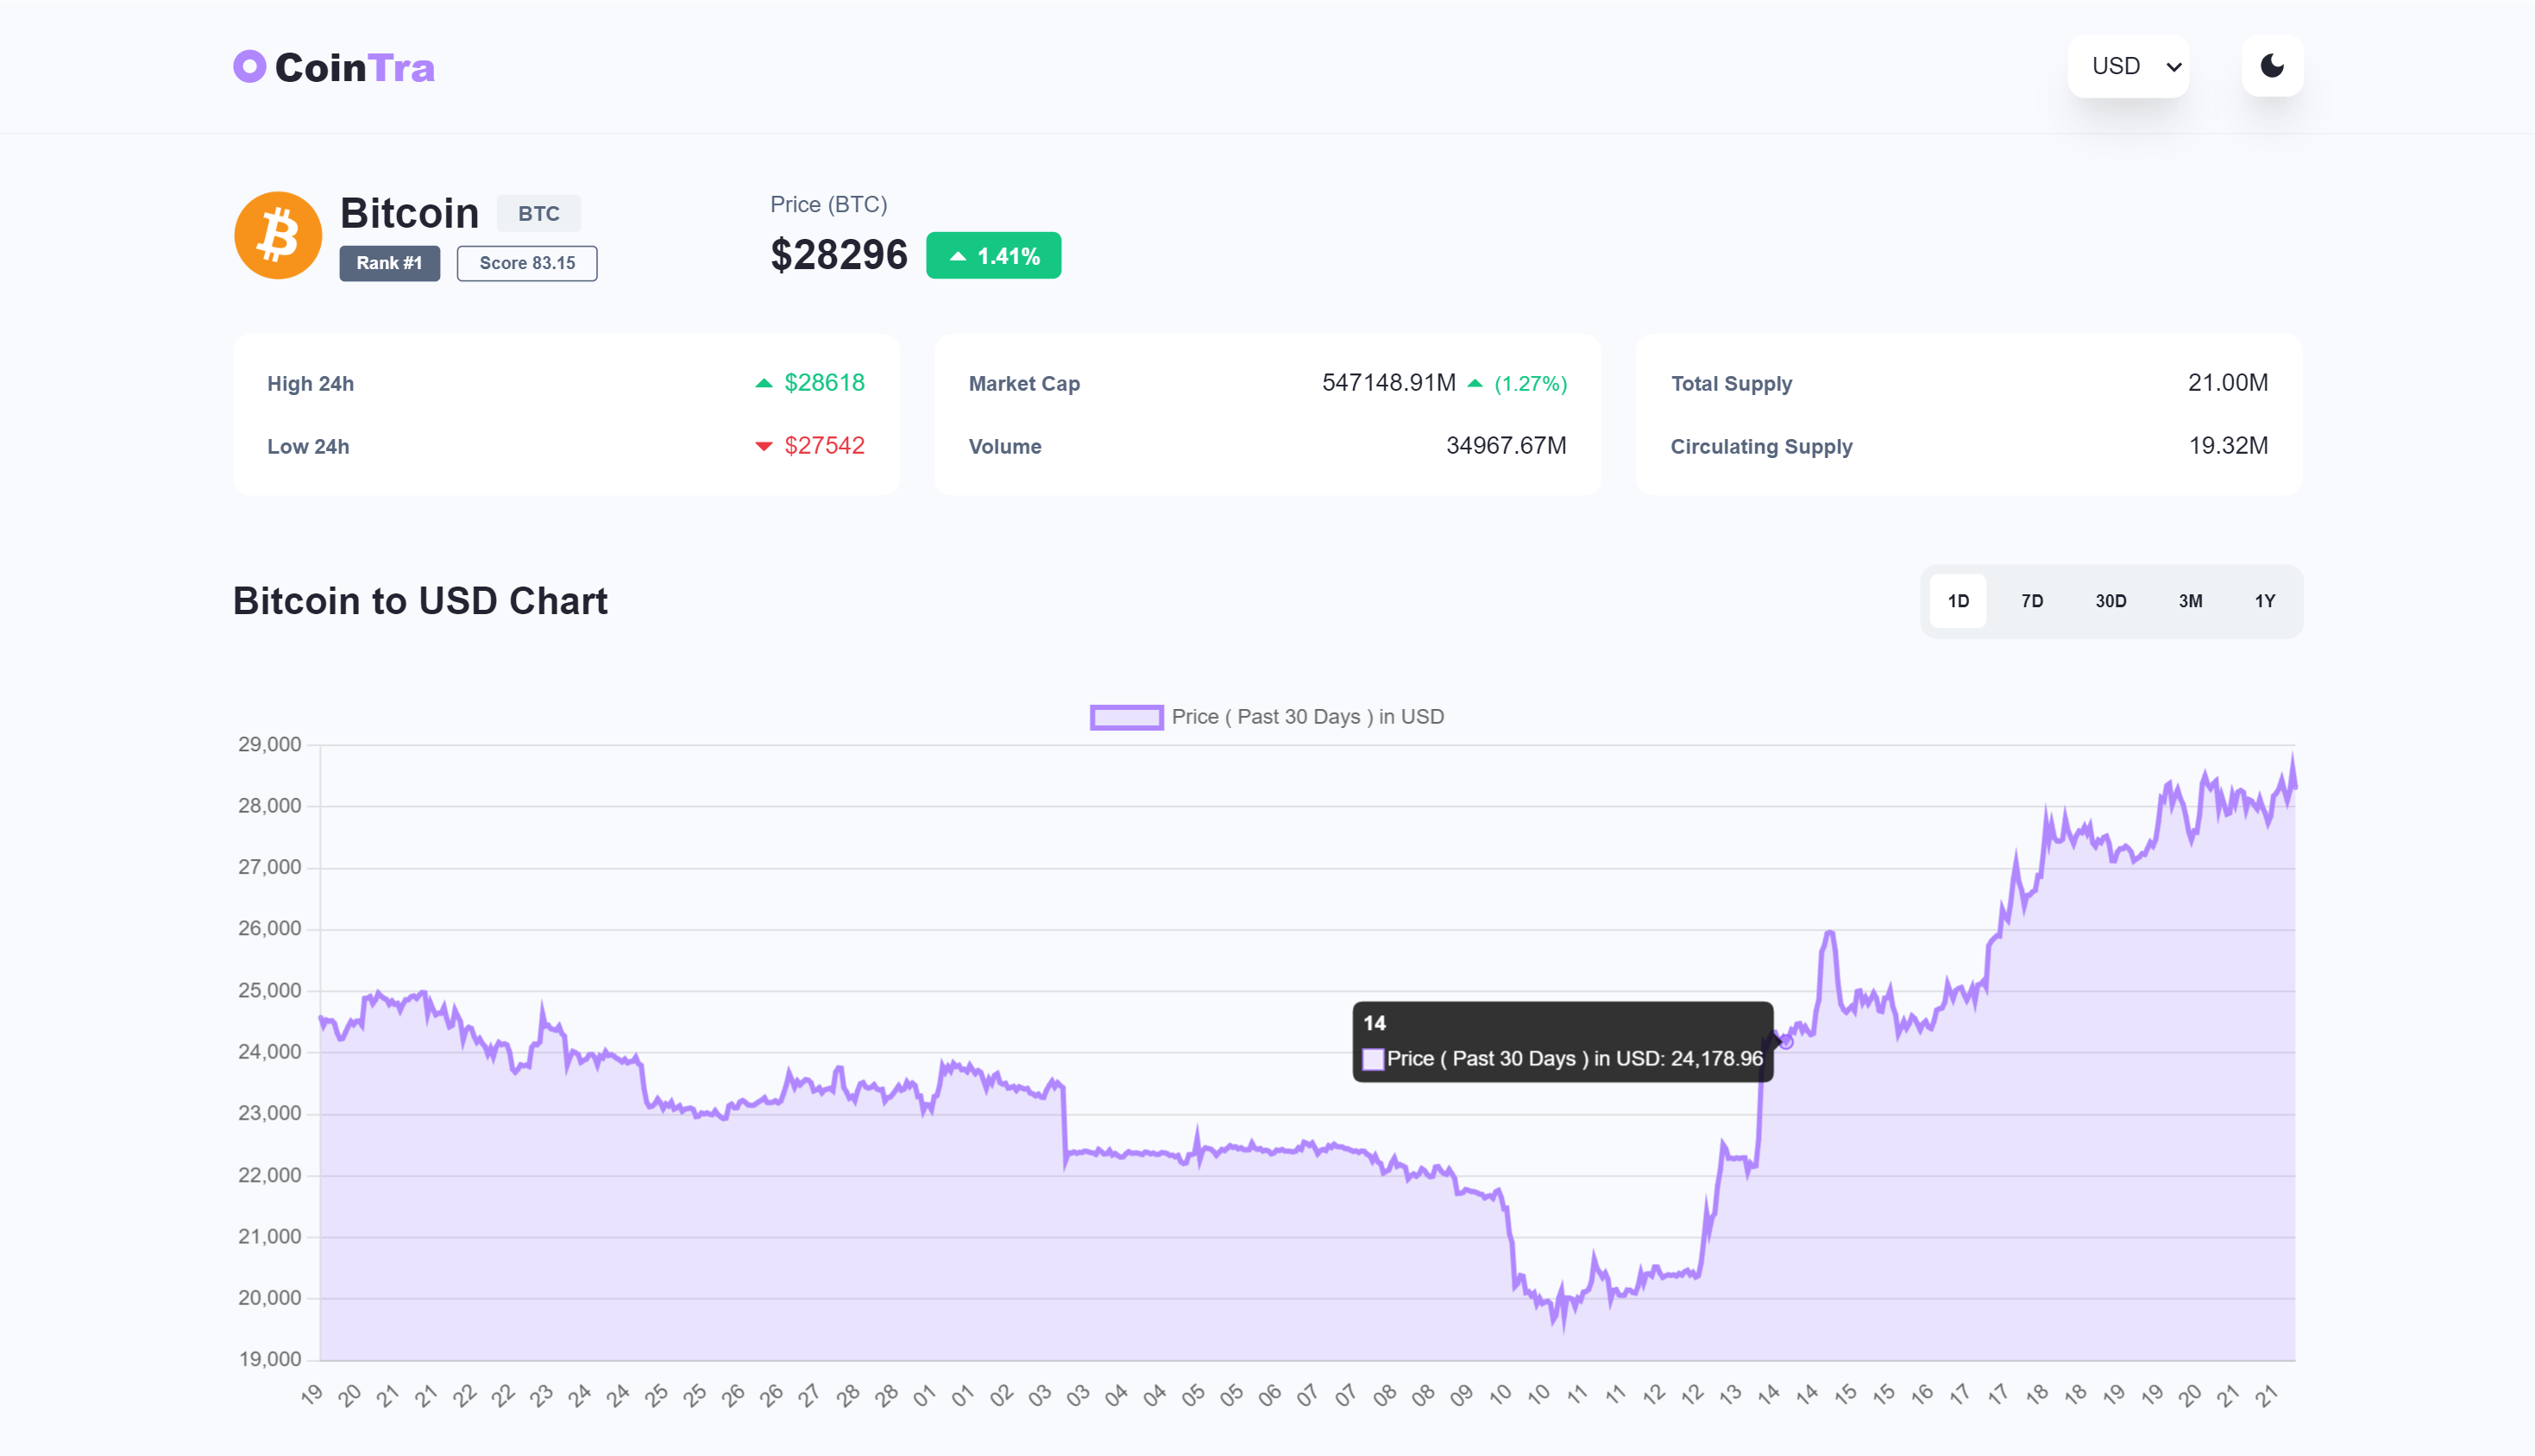 CoinTra
USD
Bitcoin BTC
Rank #1 Score 83.15
Price (BTC)
$28296 1.41%
High 24h $28618
Low 24h $27542
Market Cap 547148.91M (1.27%)
Volume 34967.67M
Total Supply 21.00M
Circulating Supply 19.32M
Bitcoin to USD Chart
1D 7D 30D 3M 1Y
Price ( Past 30 Days ) in USD
29,000
28,000
27,000
26,000
25,000
24,000
23,000
22,000
21,000
20,000
19,000
14
Price ( Past 30 Days ) in USD: 24,178.96
19 20 21 21 22 22 23 24 24 25 25 26 26 27 28 28 01 01 02 03 03 04 04 05 05 06 07 07 08 08 09 10 10 11 11 12 12 13 14 14 15 15 16 17 17 18 18 19 19 20 21 21